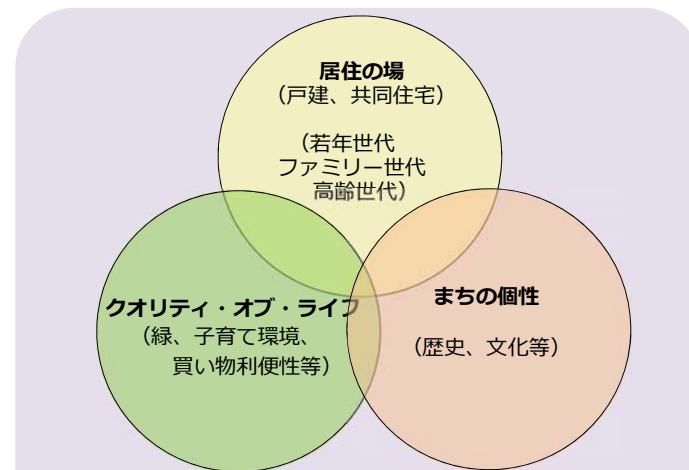 居住の場
（戸建、共同住宅）
（若年世代
ファミリー世代
高齢世代）
クオリティ・オブ・ライフ
（緑、子育て環境、
買い物利便性等）
まちの個性
（歴史、文化等）